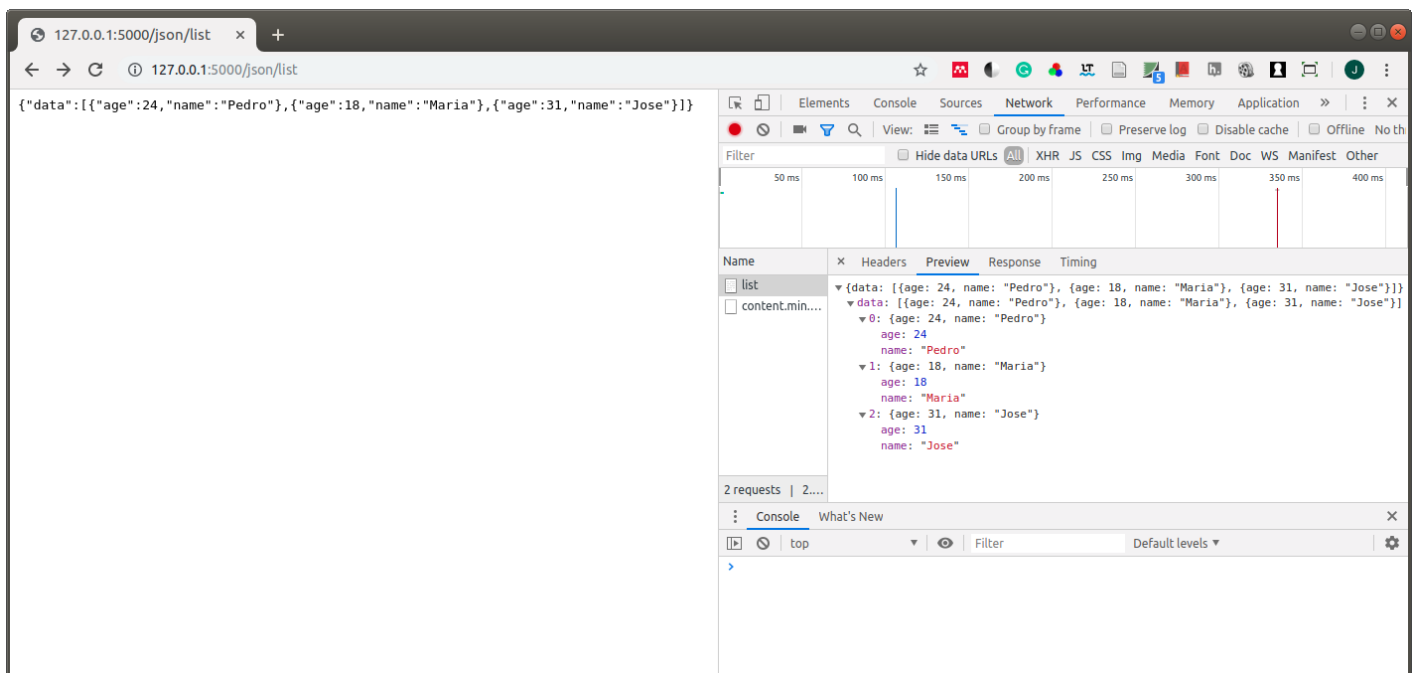 127.0.0.1:5000/json/list × +
127.0.0.1:5000/json/list
{"data":[{"age":24,"name":"Pedro"},{"age":18,"name":"Maria"},{"age":31,"name":"Jose"}]}
Elements Console Sources Network Performance Memory Application »
View: Group by frame Preserve log Disable cache Offline No th
Filter Hide data URLs All XHR JS CSS Img Media Font Doc WS Manifest Other
50 ms 100 ms 150 ms 200 ms 250 ms 300 ms 350 ms 400 ms
Name × Headers Preview Response Timing
list
content.min....
▼{data: [{age: 24, name: "Pedro"}, {age: 18, name: "Maria"}, {age: 31, name: "Jose"}]}
▼data: [{age: 24, name: "Pedro"}, {age: 18, name: "Maria"}, {age: 31, name: "Jose"}]
▼0: {age: 24, name: "Pedro"}
age: 24
name: "Pedro"
▼1: {age: 18, name: "Maria"}
age: 18
name: "Maria"
▼2: {age: 31, name: "Jose"}
age: 31
name: "Jose"
2 requests | 2....
Console What's New
top ▼ Filter Default levels ▼